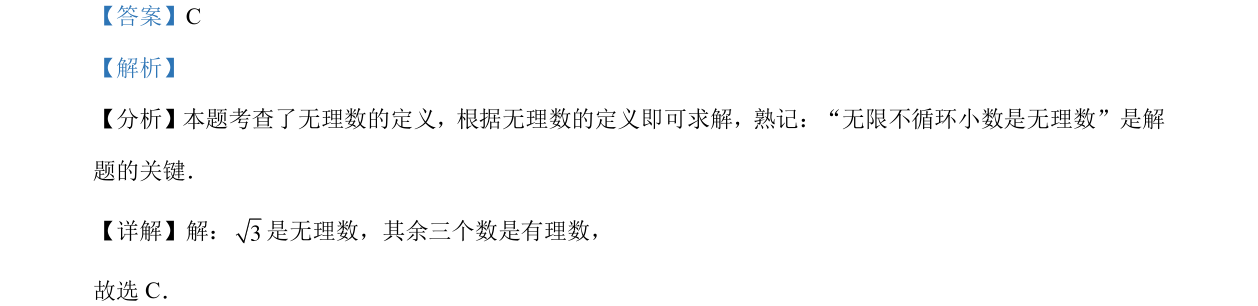 【答案】C
【解析】
【分析】本题考查了无理数的定义，根据无理数的定义即可求解，熟记：“无限不循环小数是无理数”是解
题的关键．
【详解】解：√3是无理数，其余三个数是有理数，
故选 C．